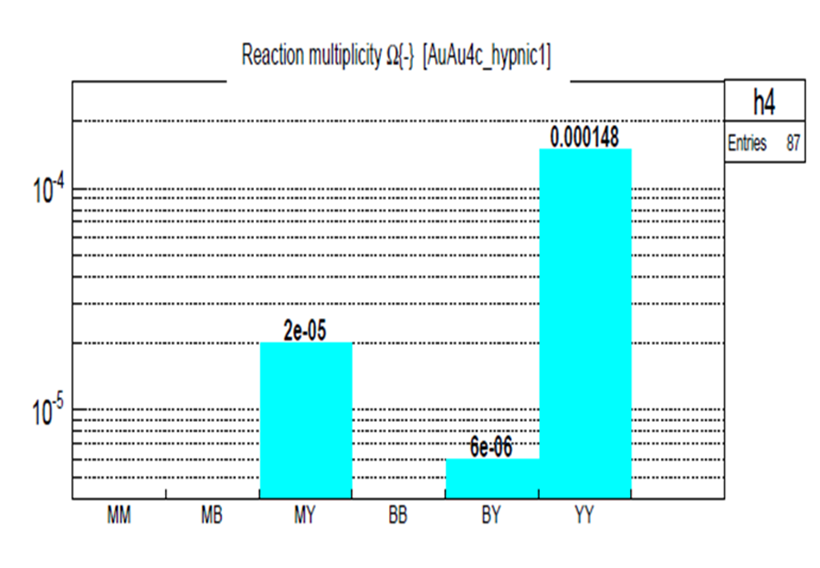 Reaction multiplicity Ω{-} [AuAu4c_hypnic1]
h4
Entries 87
0.000148
10-4
2e-05
10-5
6e-06
MM MB MY BB BY YY